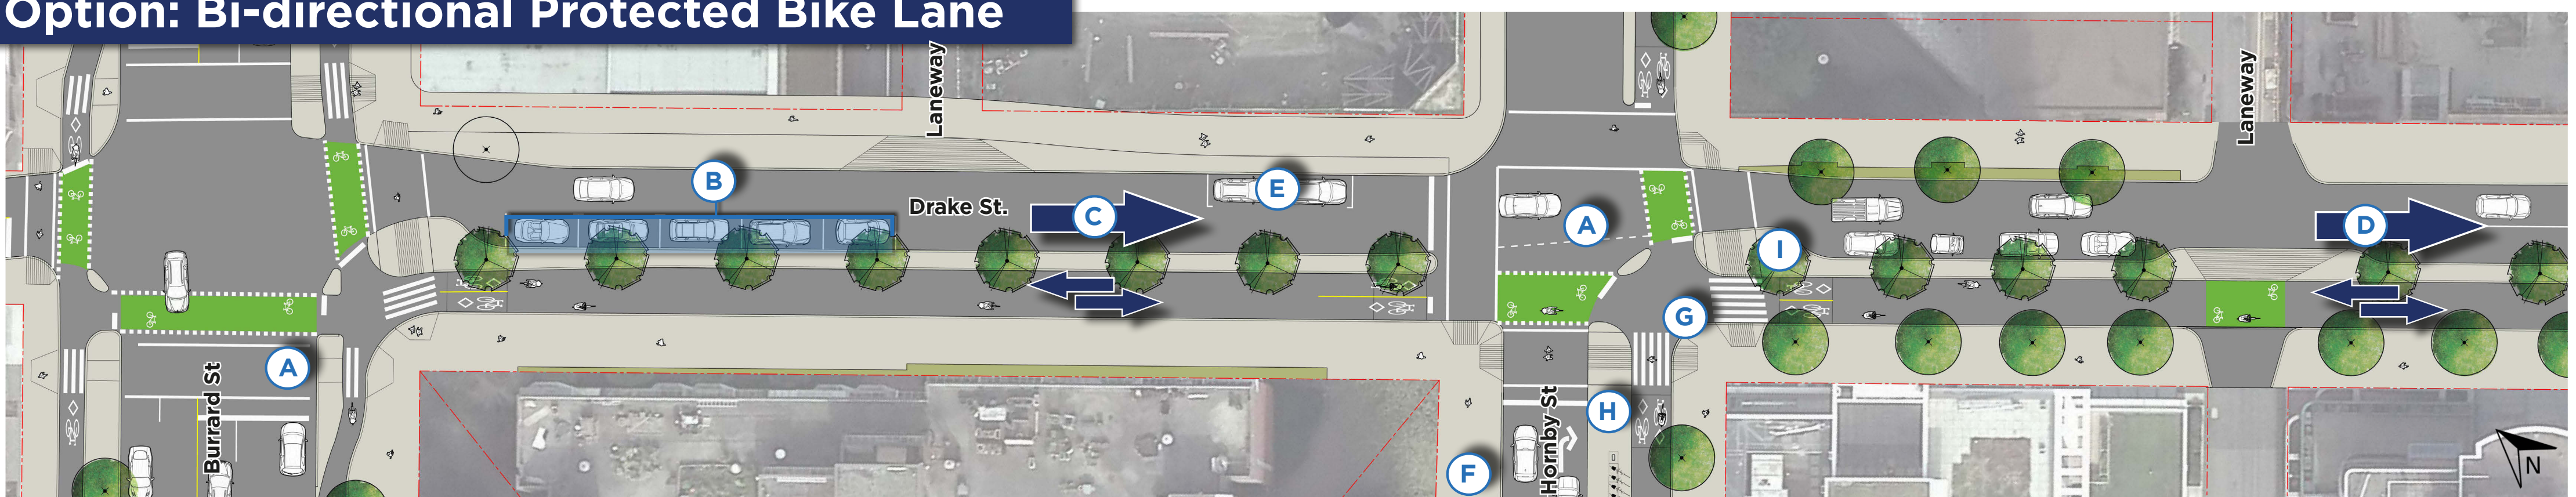 Option: Bi-directional Protected Bike Lane
Laneway
Laneway
B
Drake St.
C
E
A
I
D
G
A
Burrard St
H
Hornby St
F
N